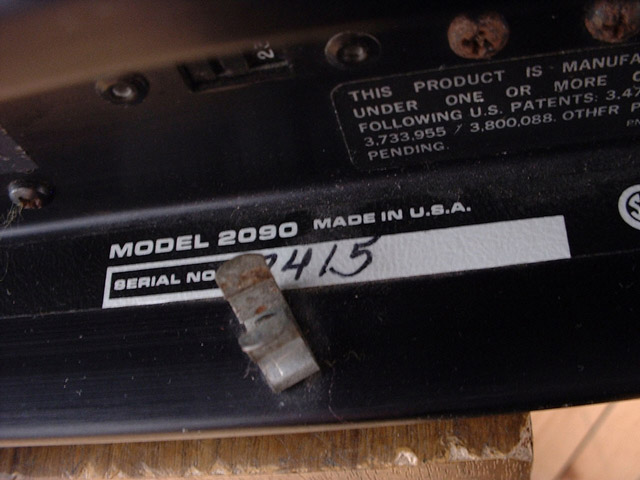 THIS PRODUCT IS MANUFA
UNDER ONE OR MORE
FOLLOWING U.S. PATENTS: 3,47
3,733,955 / 3,800,088. OTHER P
PENDING.
MODEL 2090 MADE IN U.S.A.
SERIAL NO 2415